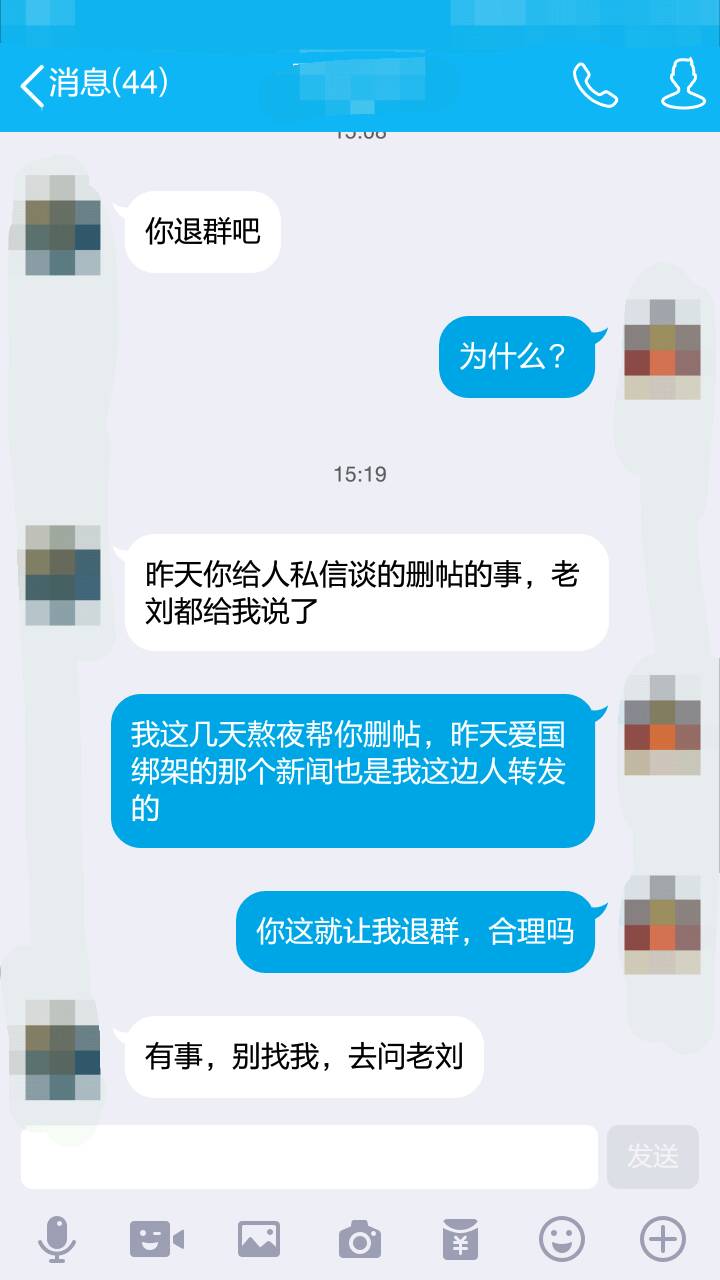 消息(44)
15:08
你退群吧
为什么？
15:19
昨天你给人私信谈的删帖的事，老
刘都给我说了
我这几天熬夜帮你删帖，昨天爱国
绑架的那个新闻也是我这边人转发
的
你这就让我退群，合理吗
有事，别找我，去问老刘
发送